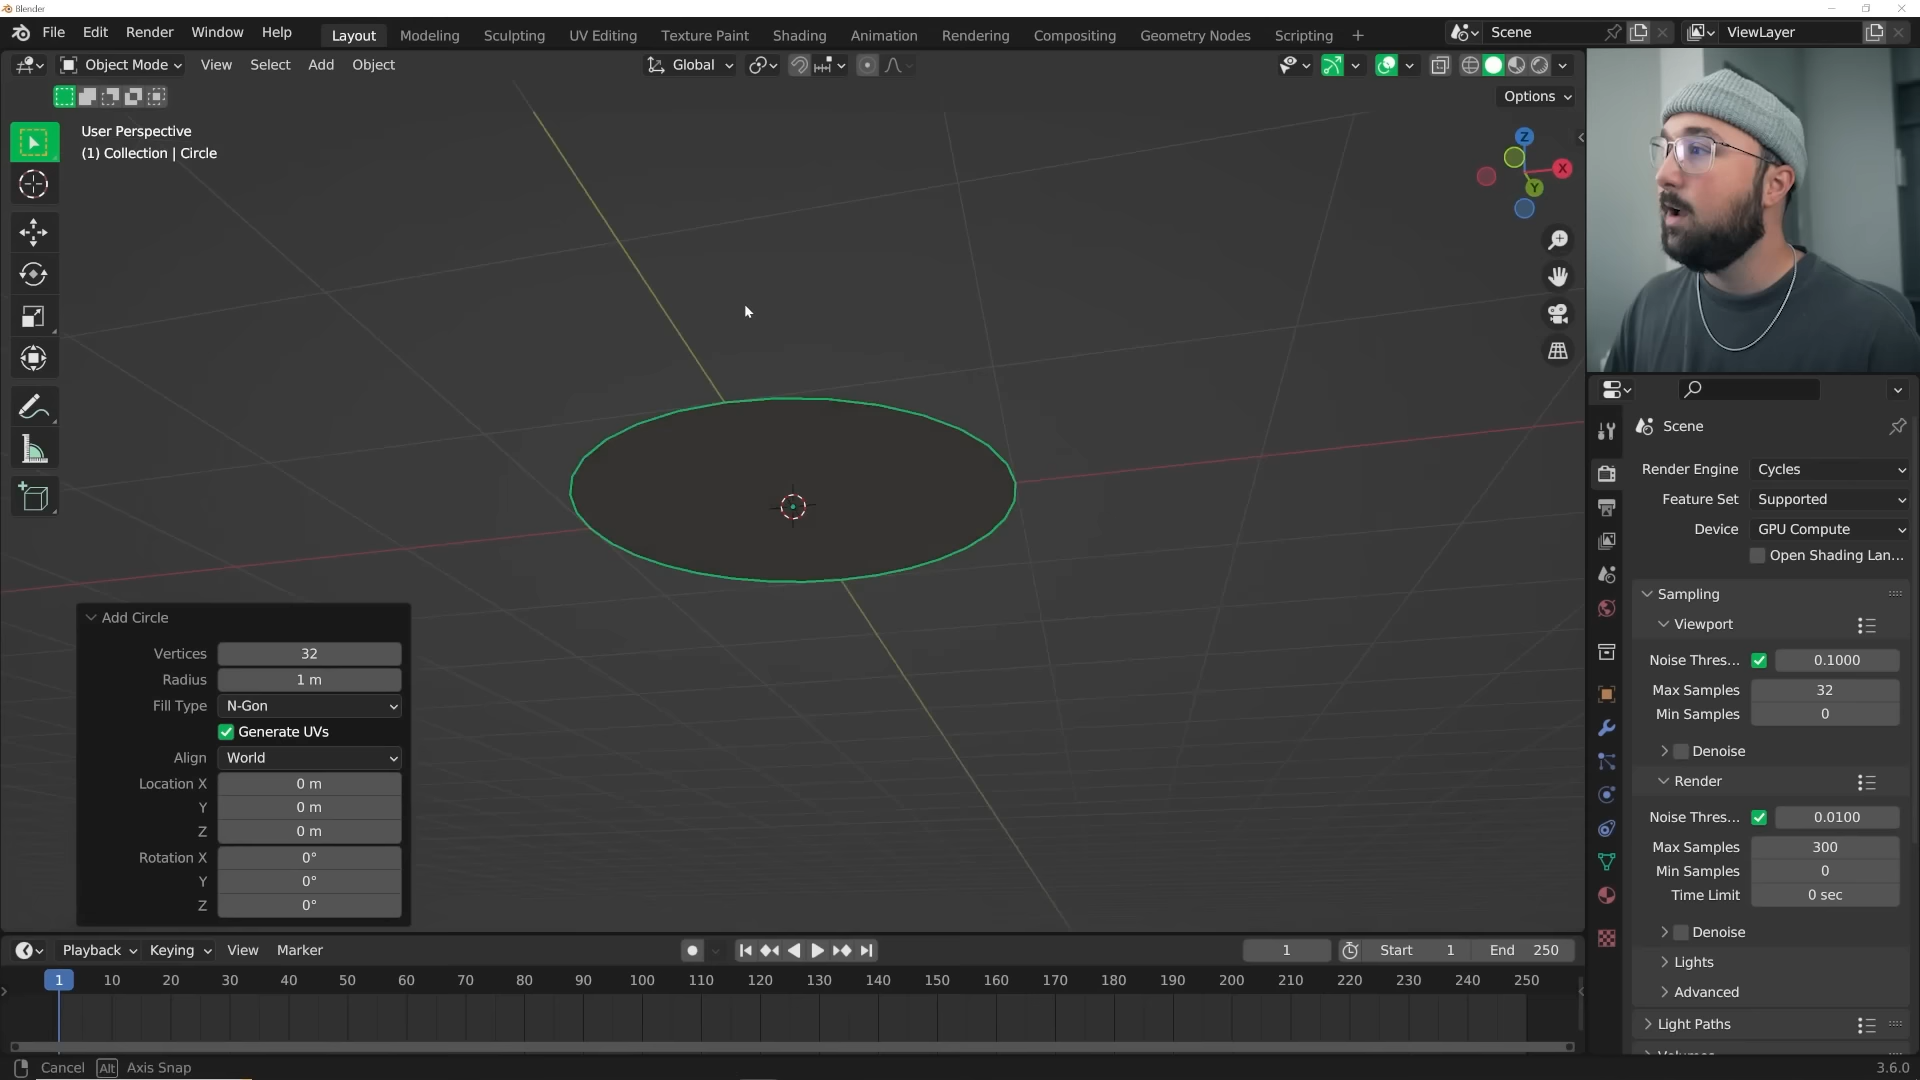 Blender
File Edit Render Window Help Layout Modeling Sculpting UV Editing Texture Paint Shading Animation Rendering Compositing Geometry Nodes Scripting + Scene ViewLayer
Object Mode View Select Add Object Global
Options
User Perspective
(1) Collection | Circle
Z
X
Y
Scene
Render Engine Cycles
Feature Set Supported
Device GPU Compute
Open Shading Lan...
Sampling
Viewport
Noise Thres... 0.1000
Max Samples 32
Min Samples 0
Denoise
Render
Noise Thres... 0.0100
Max Samples 300
Min Samples 0
Time Limit 0 sec
Denoise
Lights
Advanced
Light Paths
Add Circle
Vertices 32
Radius 1 m
Fill Type N-Gon
Generate UVs
Align World
Location X 0 m
Y 0 m
Z 0 m
Rotation X 0°
Y 0°
Z 0°
Playback Keying View Marker 1 Start 1 End 250
1 10 20 30 40 50 60 70 80 90 100 110 120 130 140 150 160 170 180 190 200 210 220 230 240 250
Cancel Alt Axis Snap 3.6.0